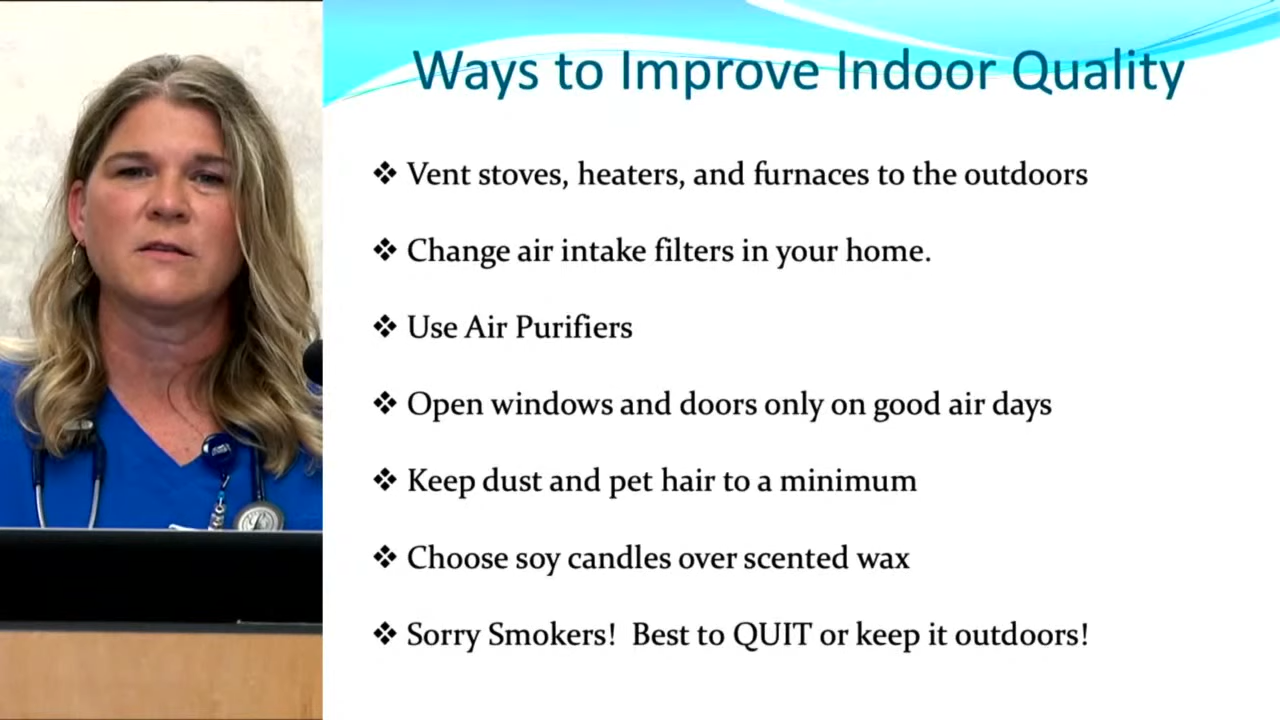 Ways to Improve Indoor Quality
❖ Vent stoves, heaters, and furnaces to the outdoors
❖ Change air intake filters in your home.
❖ Use Air Purifiers
❖ Open windows and doors only on good air days
❖ Keep dust and pet hair to a minimum
❖ Choose soy candles over scented wax
❖ Sorry Smokers!  Best to QUIT or keep it outdoors!